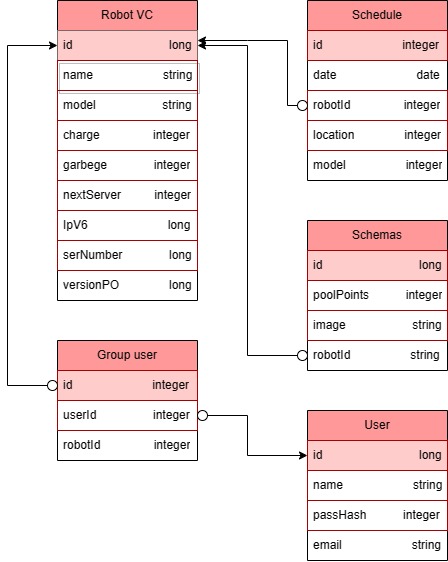 Robot VC
id long
name string
model string
charge integer
garbege integer
nextServer integer
IpV6 long
serNumber long
versionPO long
Schedule
id integer
date date
robotId integer
location integer
model integer
Schemas
id long
poolPoints integer
image string
robotId string
Group user
id integer
userId integer
robotId integer
User
id long
name string
passHash integer
email string